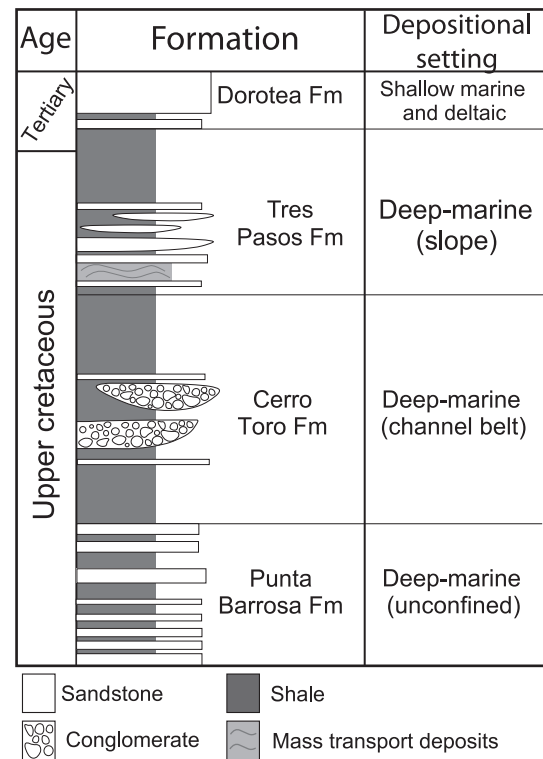 Age
Formation
Depositional
setting
Tertiary
Dorotea Fm
Shallow marine
and deltaic
Upper cretaceous
Tres
Pasos Fm
Deep-marine
(slope)
Cerro
Toro Fm
Deep-marine
(channel belt)
Punta
Barrosa Fm
Deep-marine
(unconfined)
Sandstone
Shale
Conglomerate
Mass transport deposits